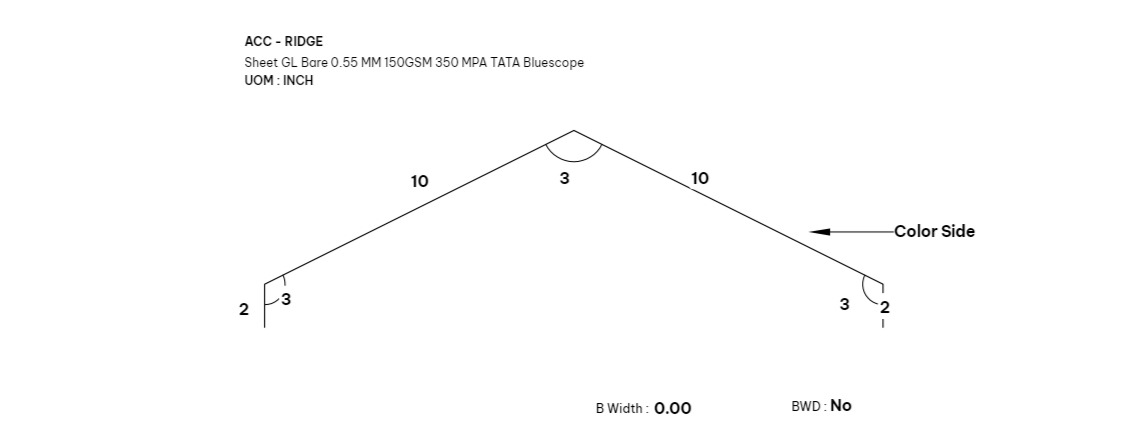 ACC - RIDGE
Sheet GL Bare 0.55 MM 150GSM 350 MPA TATA Bluescope
UOM : INCH
10
3
10
Color Side
2
3
3
2
B Width : 0.00
BWD : No